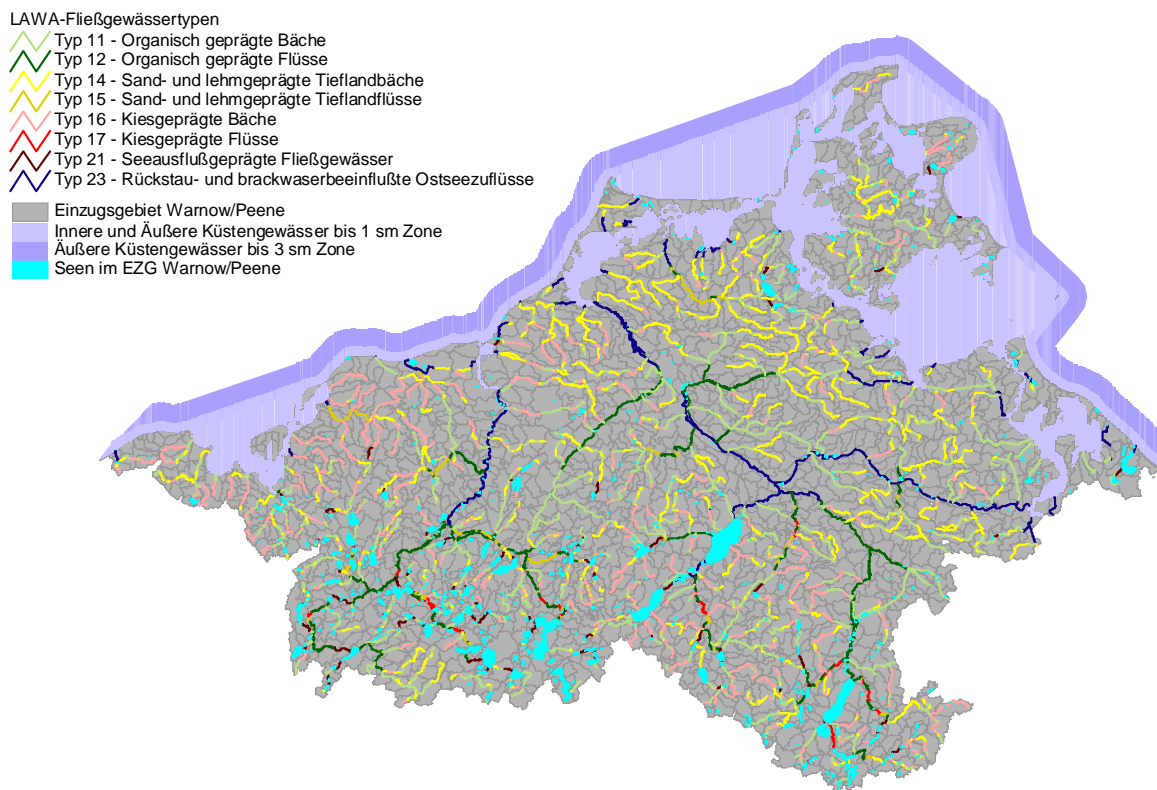 LAWA-Fließgewässertypen
Typ 11 - Organisch geprägte Bäche
Typ 12 - Organisch geprägte Flüsse
Typ 14 - Sand- und lehmgeprägte Tieflandbäche
Typ 15 - Sand- und lehmgeprägte Tieflandflüsse
Typ 16 - Kiesgeprägte Bäche
Typ 17 - Kiesgeprägte Flüsse
Typ 21 - Seeausflußgeprägte Fließgewässer
Typ 23 - Rückstau- und brackwaserbeeinflußte Ostseezuflüsse
Einzugsgebiet Warnow/Peene
Innere und Äußere Küstengewässer bis 1 sm Zone
Äußere Küstengewässer bis 3 sm Zone
Seen im EZG Warnow/Peene